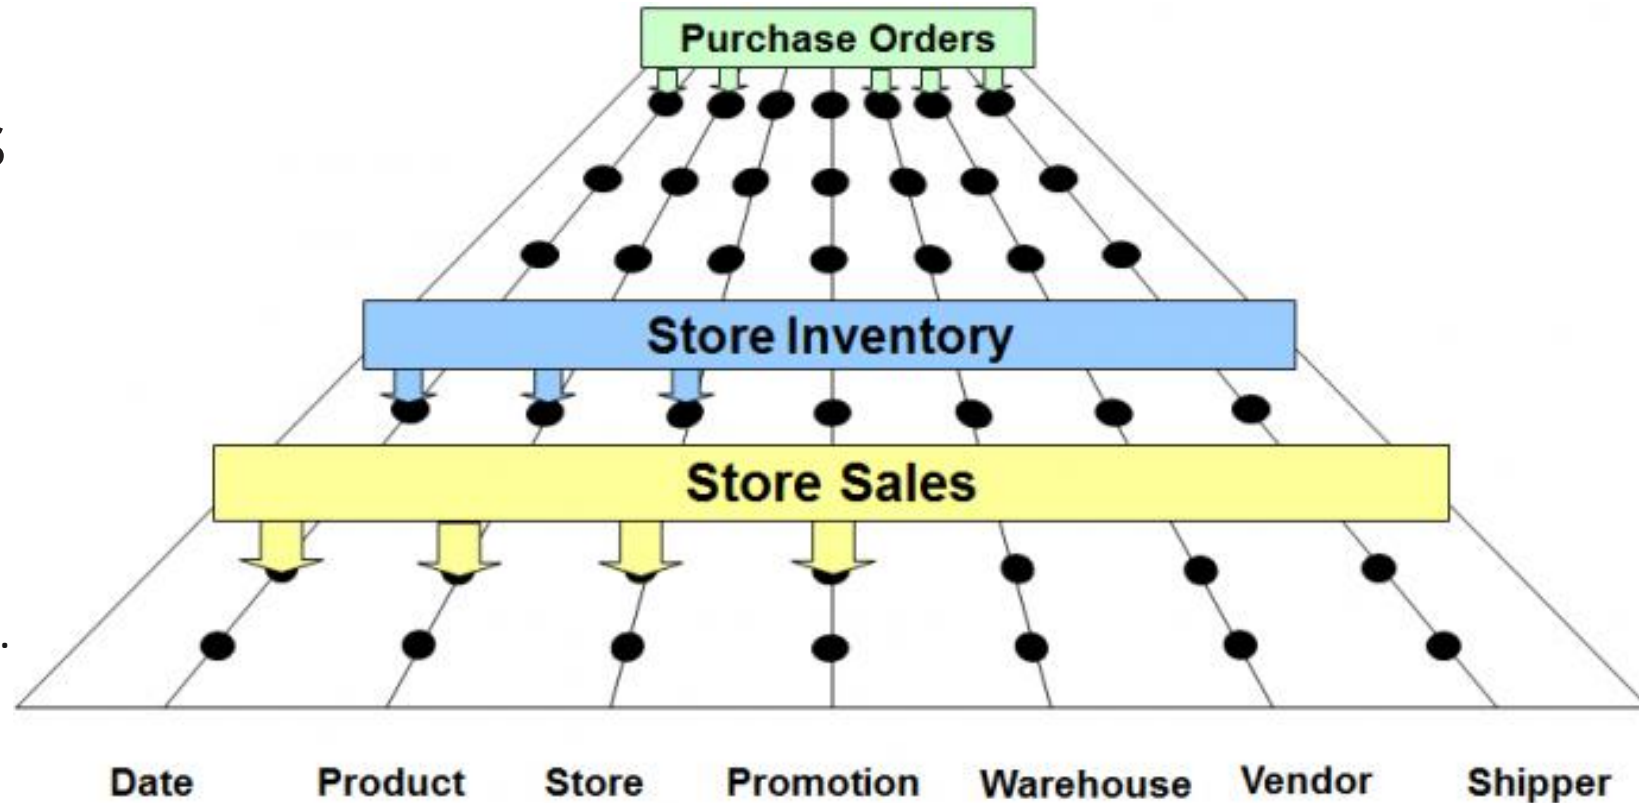 Purchase Orders
s
Store Inventory
Store Sales
.
Date Product Store Promotion Warehouse Vendor Shipper